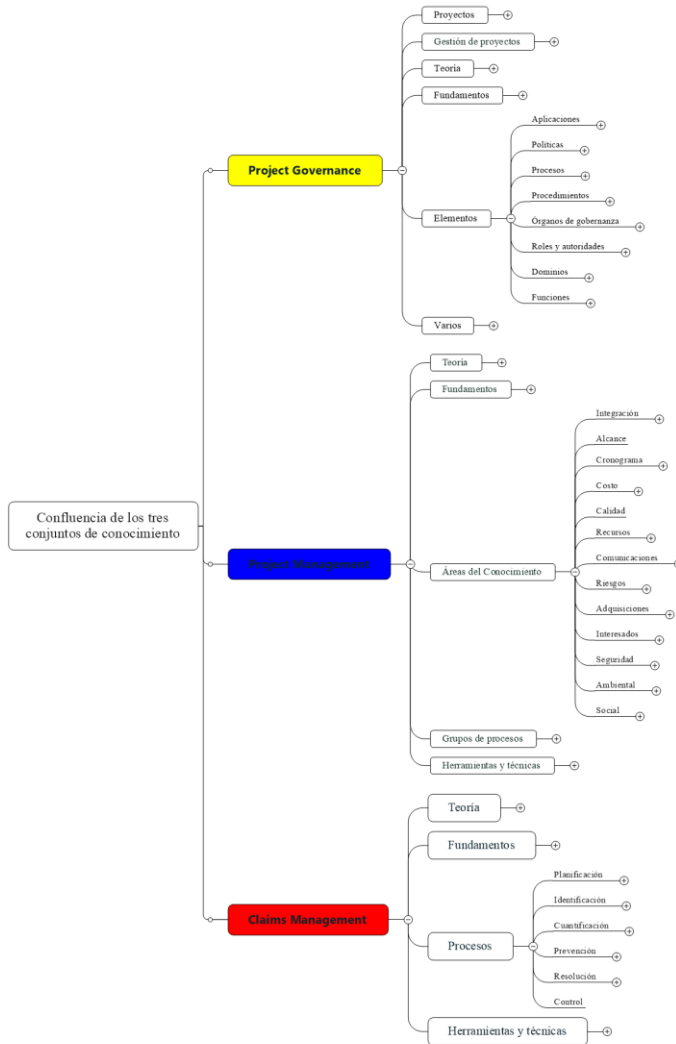 Confluencia de los tres
conjuntos de conocimiento
Project Governance
Proyectos
Gestión de proyectos
Teoría
Fundamentos
Elementos
Aplicaciones
Políticas
Procesos
Procedimientos
Órganos de gobernanza
Roles y autoridades
Dominios
Funciones
Varios
Project Management
Teoría
Fundamentos
Áreas del Conocimiento
Integración
Alcance
Cronograma
Costo
Calidad
Recursos
Comunicaciones
Riesgos
Adquisiciones
Interesados
Seguridad
Ambiental
Social
Grupos de procesos
Herramientas y técnicas
Claims Management
Teoría
Fundamentos
Procesos
Planificación
Identificación
Cuantificación
Prevención
Resolución
Control
Herramientas y técnicas